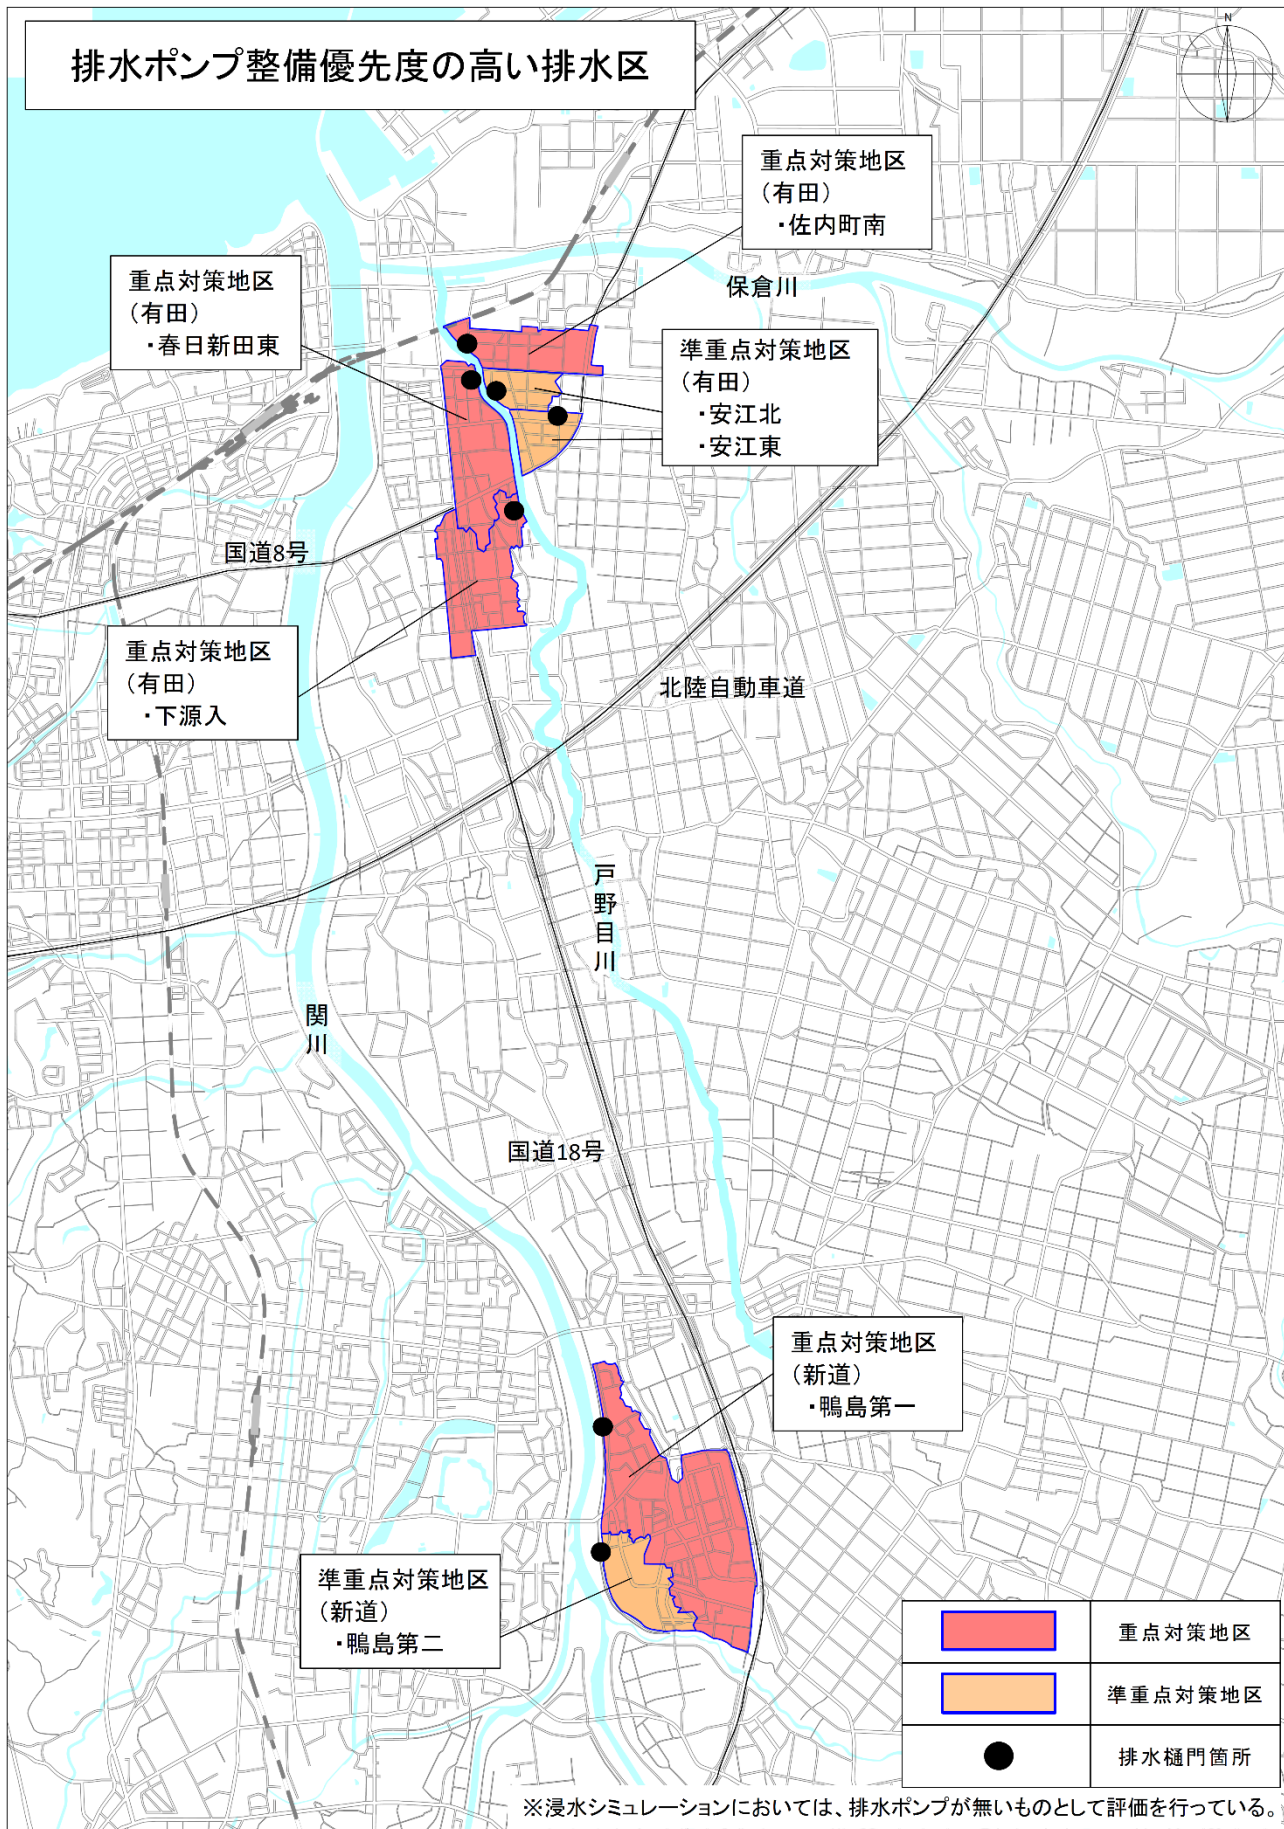 排水ポンプ整備優先度の高い排水区
N
重点対策地区
(有田)
・佐内町南
保倉川
重点対策地区
(有田)
・春日新田東
準重点対策地区
(有田)
・安江北
・安江東
国道8号
重点対策地区
(有田)
・下源入
北陸自動車道
戸野目川
関川
国道18号
重点対策地区
(新道)
・鴨島第一
準重点対策地区
(新道)
・鴨島第二
重点対策地区
準重点対策地区
排水樋門箇所
※浸水シミュレーションにおいては、排水ポンプが無いものとして評価を行っている。